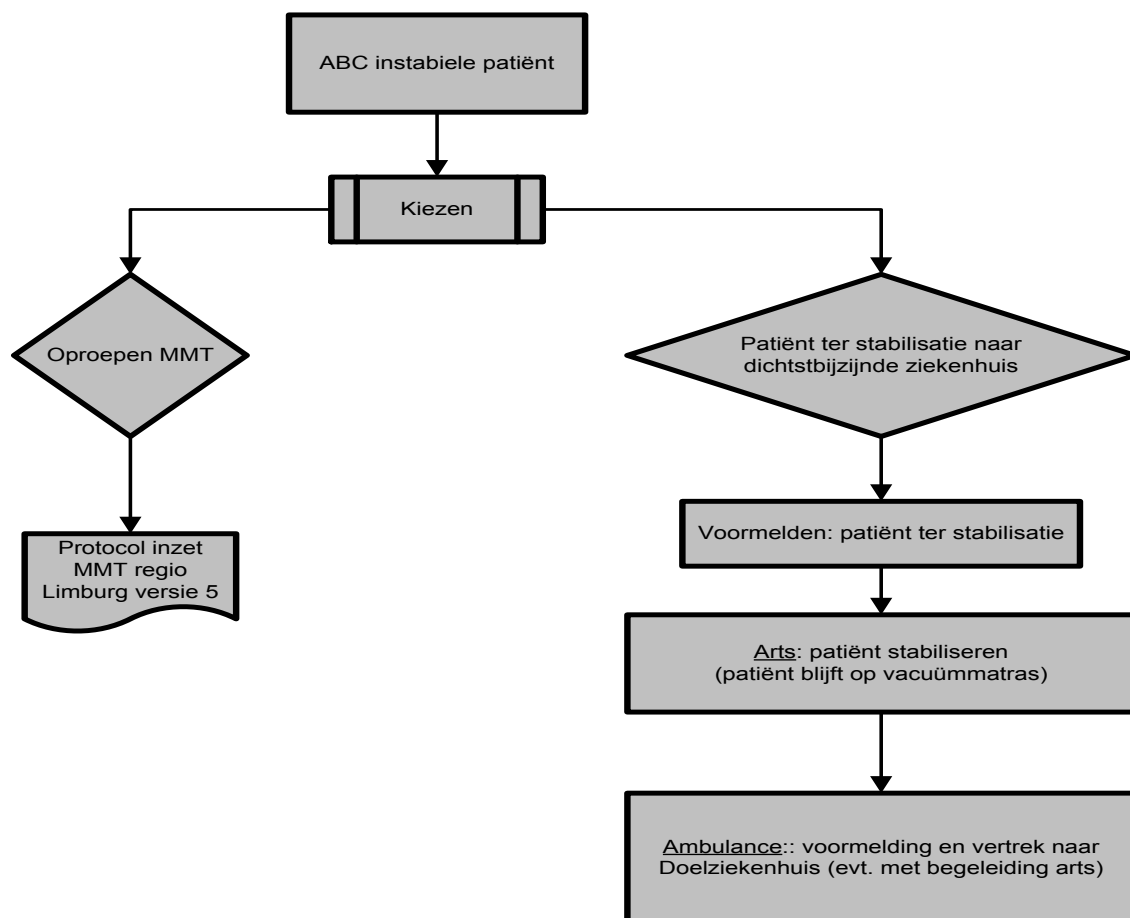 ABC instabiele patiënt
Kiezen
Oproepen MMT
Patiënt ter stabilisatie naar
dichtstbijzijnde ziekenhuis
Voormelden: patiënt ter stabilisatie
Protocol inzet
MMT regio
Limburg versie 5
Arts: patiënt stabiliseren
(patiënt blijft op vacuümmatras)
Ambulance:: voormelding en vertrek naar
Doelziekenhuis (evt. met begeleiding arts)